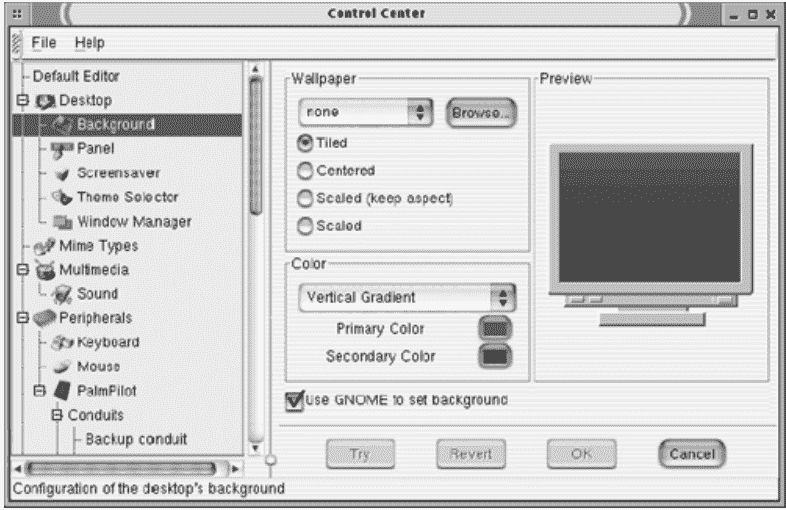 Control Center
File Help
Default Editor
Desktop
Background
Panel
Screensaver
Theme Selector
Window Manager
Mime Types
Multimedia
Sound
Peripherals
Keyboard
Mouse
PalmPilot
Conduits
Backup conduit
Wallpaper
none Browse...
Tiled
Centered
Scaled (keep aspect)
Scaled
Color
Vertical Gradient
Primary Color
Secondary Color
Preview
Use GNOME to set background
Try Revert OK Cancel
Configuration of the desktop's background